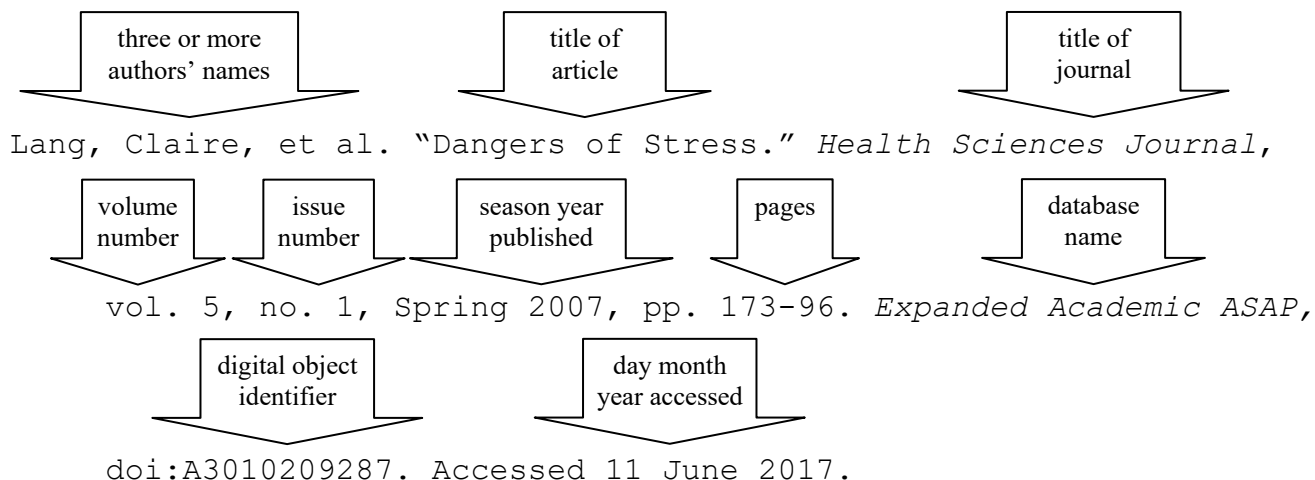 three or more
authors’ names
title of
article
title of
journal
Lang, Claire, et al. “Dangers of Stress.” Health Sciences Journal,
volume
number
issue
number
season year
published
pages
database
name
vol. 5, no. 1, Spring 2007, pp. 173-96. Expanded Academic ASAP,
digital object
identifier
day month
year accessed
doi:A3010209287. Accessed 11 June 2017.